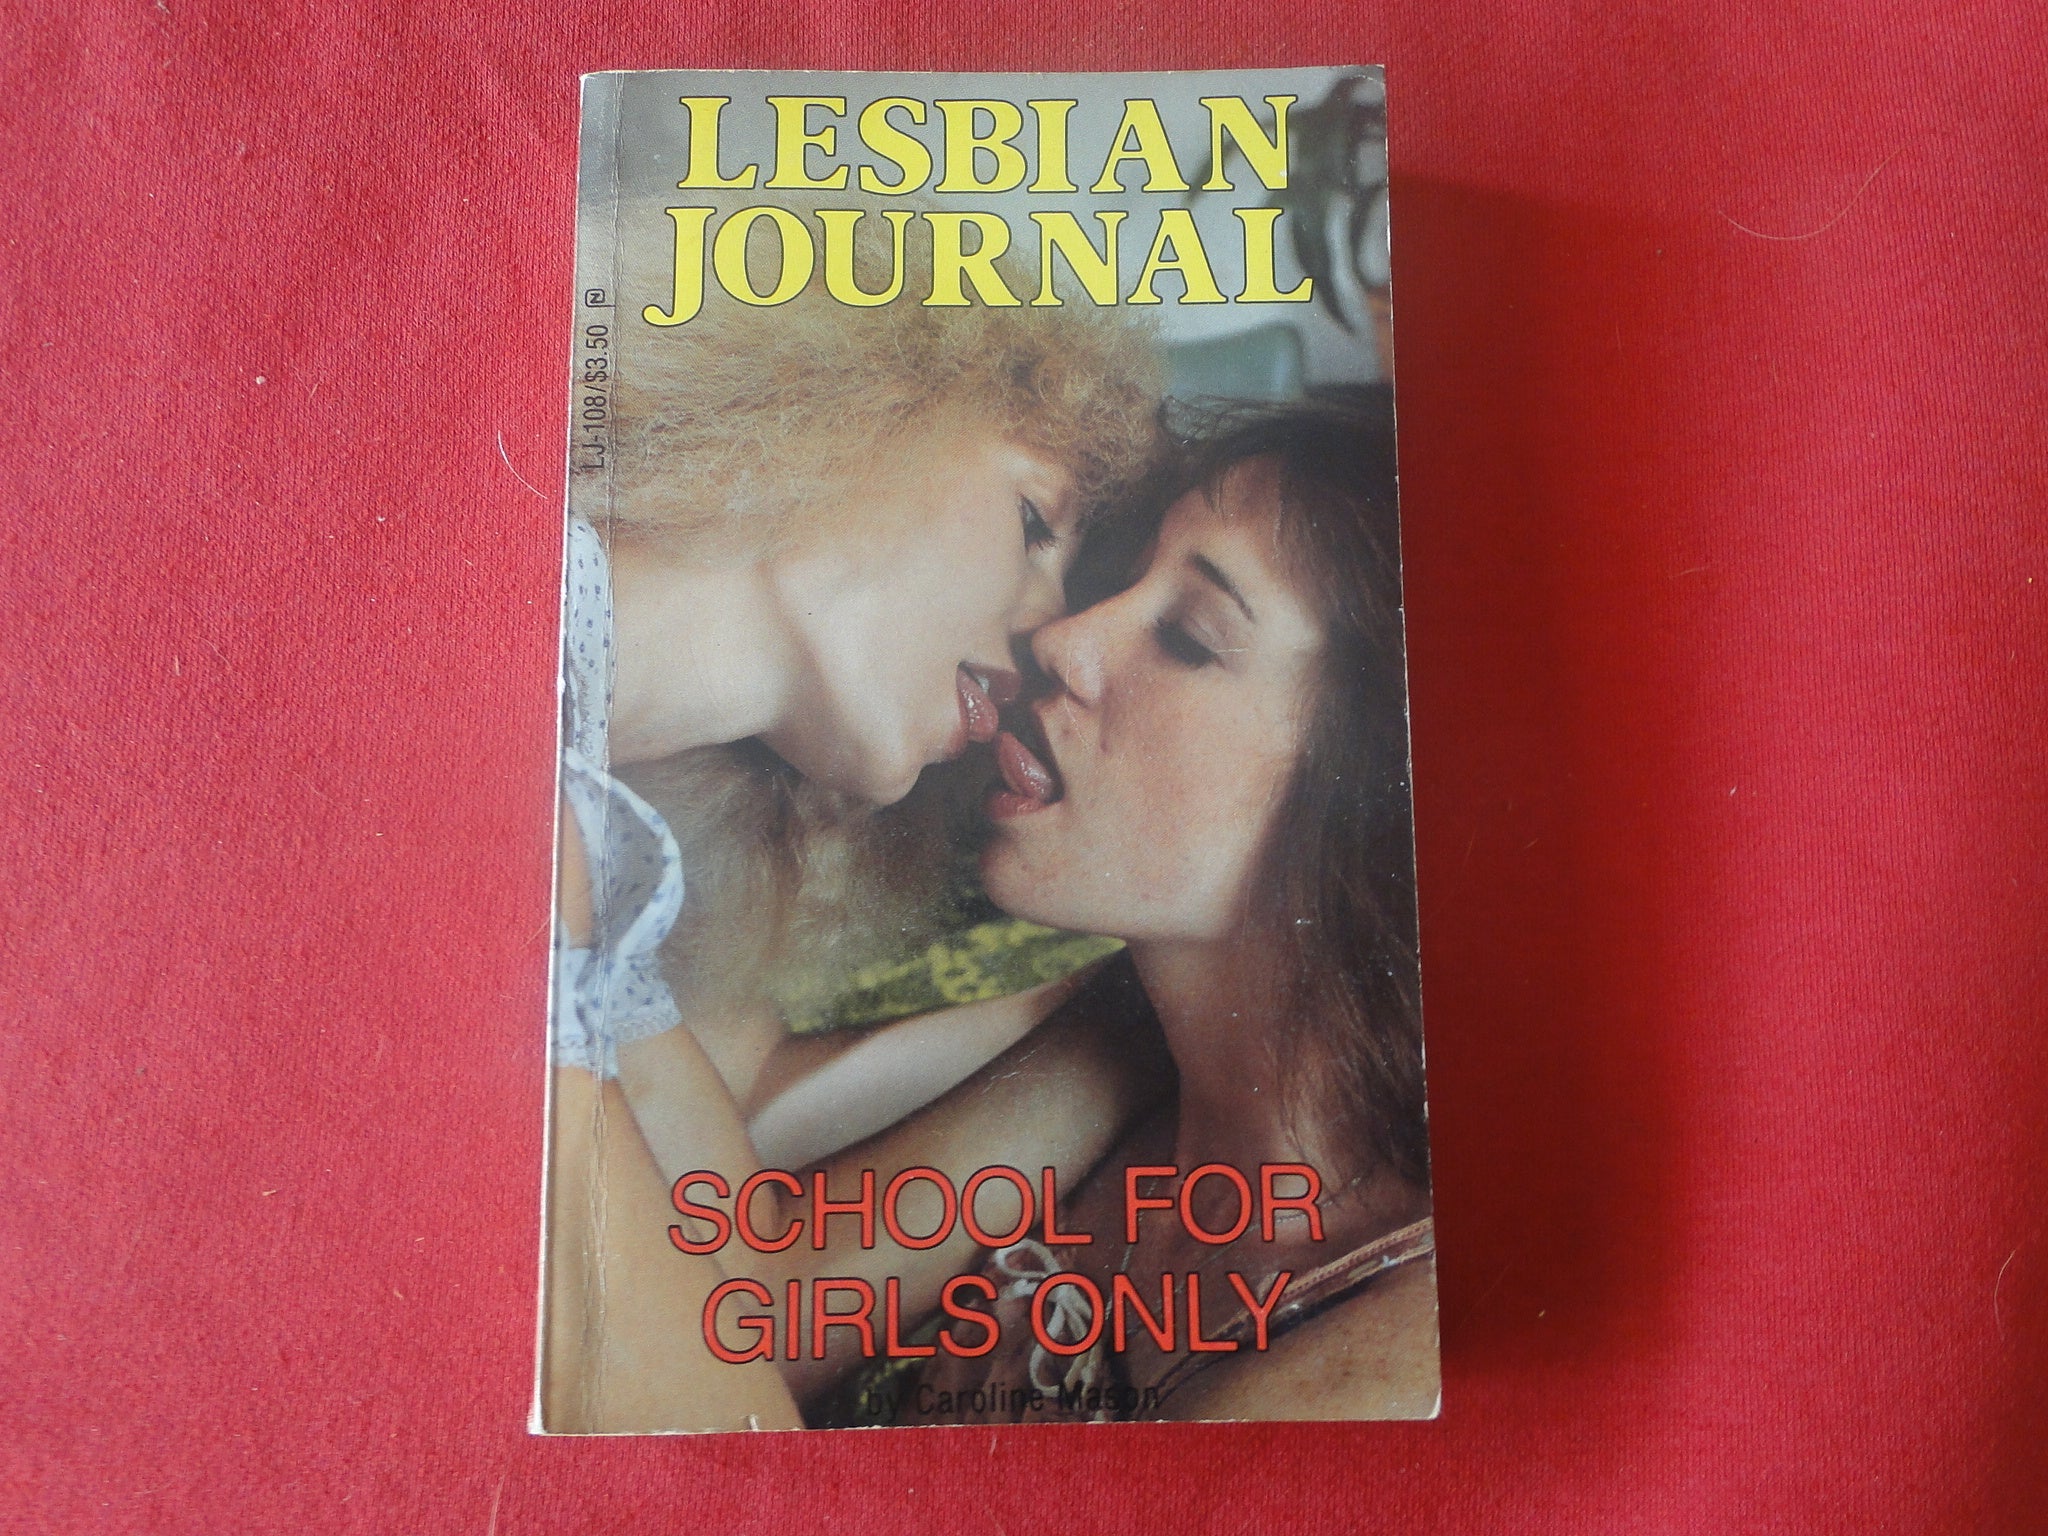 LESBIAN
JOURNAL
LJ-108/$3.50
SCHOOL FOR
GIRLS ONLY
by Caroline Mason